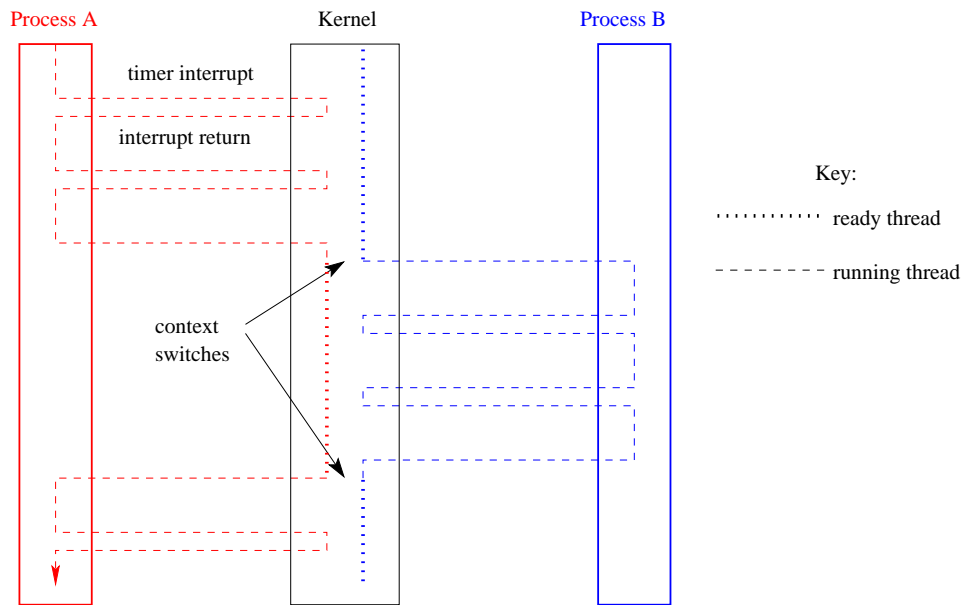 Process A
Kernel
Process B
timer interrupt
interrupt return
Key:
ready thread
running thread
context
switches